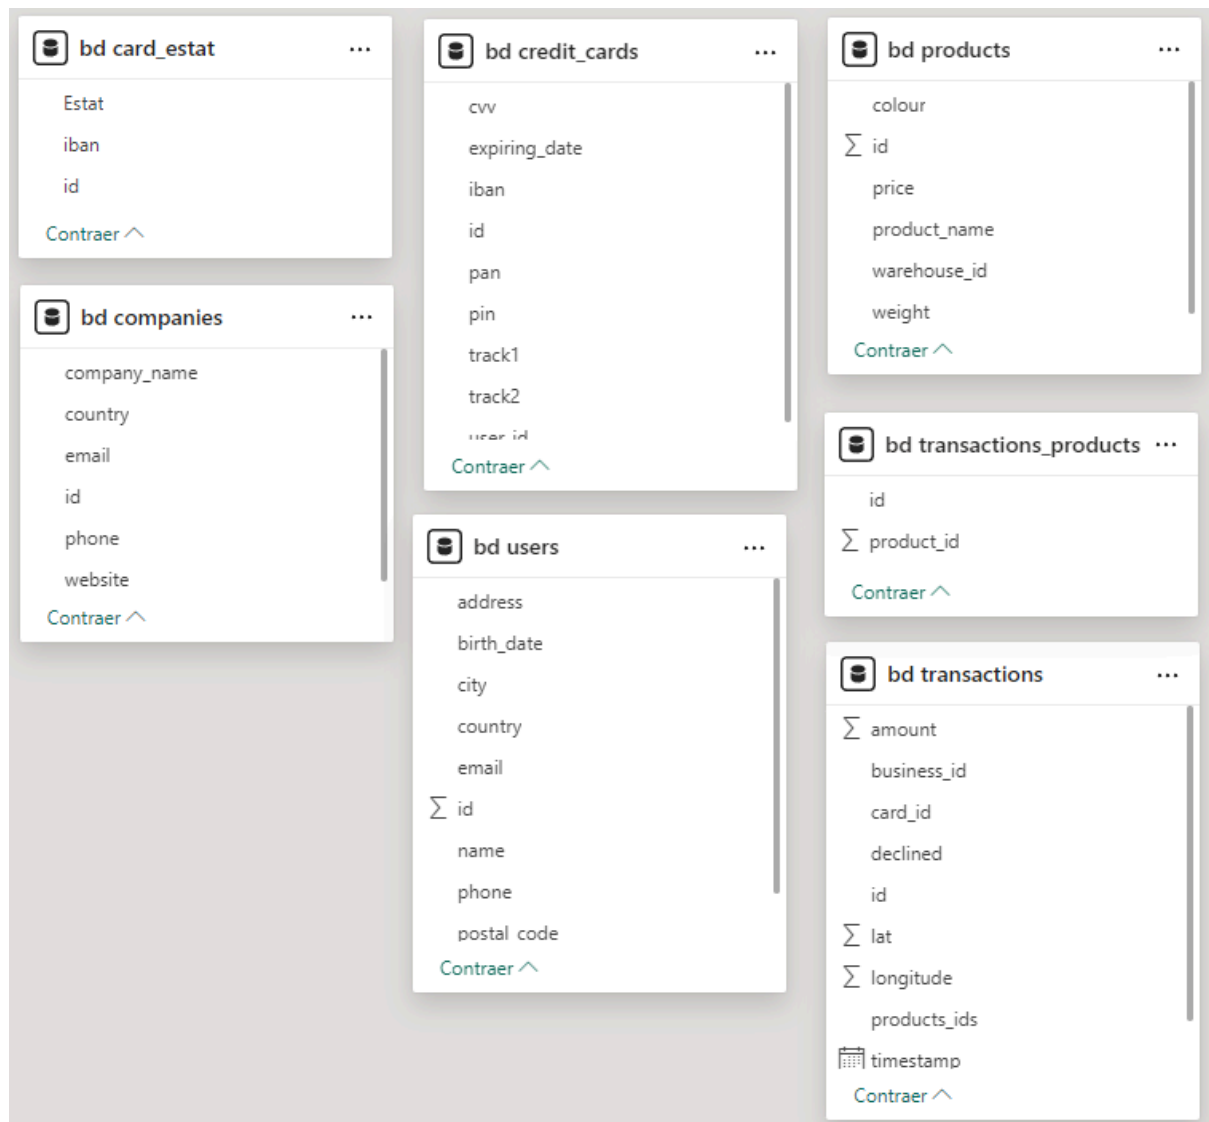 bd card_estat
Estat
iban
id
Contraer
bd companies
company_name
country
email
id
phone
website
Contraer
bd credit_cards
cvv
expiring_date
iban
id
pan
pin
track1
track2
user_id
Contraer
bd users
address
birth_date
city
country
email
id
name
phone
postal_code
Contraer
bd products
colour
id
price
product_name
warehouse_id
weight
Contraer
bd transactions_products
id
product_id
Contraer
bd transactions
amount
business_id
card_id
declined
id
lat
longitude
products_ids
timestamp
Contraer